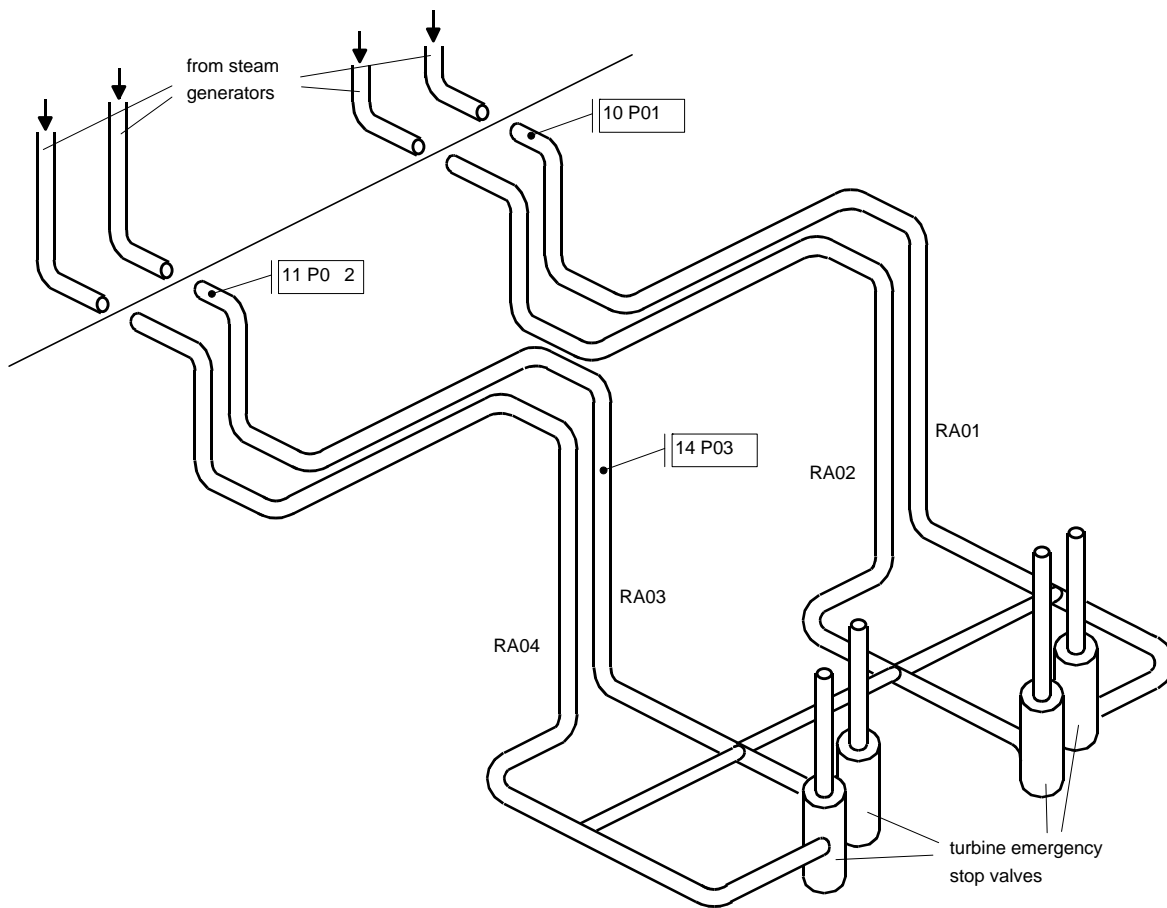 from steam
generators
10 P01
11 P0 2
14 P03
RA01
RA02
RA03
RA04
turbine emergency
stop valves